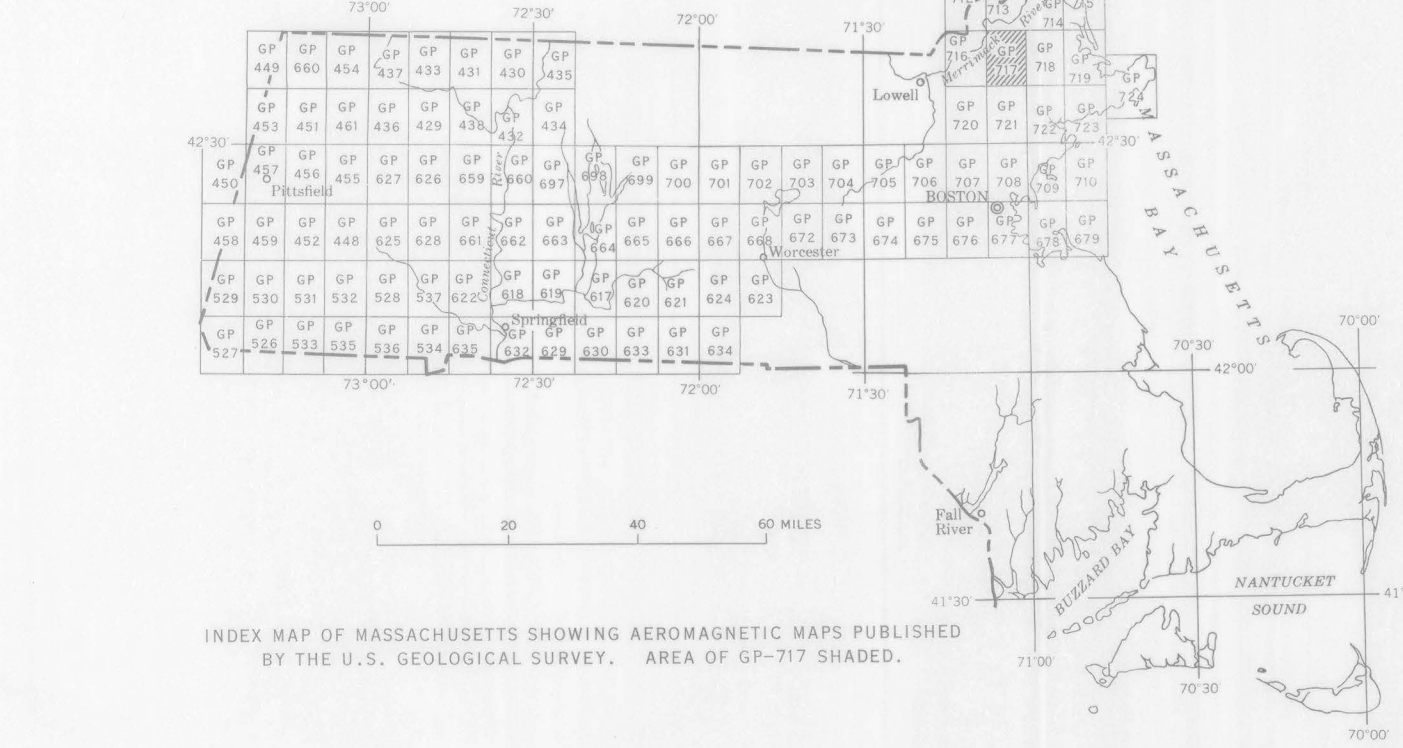 73°00'
72°30'
72°00'
71°30'
713 River GP 714
GP 449 GP 660 GP 454 GP 437 GP 433 GP 431 GP 430 GP 435 GP 716 GP 717 GP 718 GP 719 GP 724
Merrimack
Lowell
GP 453 GP 451 GP 461 GP 436 GP 429 GP 438 GP 432 GP 434 GP 720 GP 721 GP 722 GP 723
42°30' 42°30'
GP 450 GP 457 GP 456 GP 455 GP 627 GP 626 GP 659 GP 660 GP 697 GP 698 GP 699 GP 700 GP 701 GP 702 GP 703 GP 704 GP 705 GP 706 GP 707 GP 708 GP 709 GP 710
Pittsfield
Connecticut River
BOSTON
GP 458 GP 459 GP 452 GP 448 GP 625 GP 628 GP 661 GP 662 GP 663 GP 664 GP 665 GP 666 GP 667 GP 668 GP 672 GP 673 GP 674 GP 675 GP 676 GP 677 GP 678 GP 679
Worcester
GP 529 GP 530 GP 531 GP 532 GP 528 GP 537 GP 622 GP 618 GP 619 GP 617 GP 620 GP 621 GP 624 GP 623
Springfield
GP 527 GP 526 GP 533 GP 535 GP 536 GP 534 GP 635 GP 632 GP 629 GP 630 GP 633 GP 631 GP 634
MASSACHUSETTS
BAY
73°00'
72°30'
72°00'
71°30'
70°30'
70°00'
42°00'
0 20 40 60 MILES
Fall
River
BUZZARD BAY
NANTUCKET
SOUND
41°30'
41°
71°00'
70°30
70°00'
INDEX MAP OF MASSACHUSETTS SHOWING AEROMAGNETIC MAPS PUBLISHED
BY THE U.S. GEOLOGICAL SURVEY. AREA OF GP-717 SHADED.